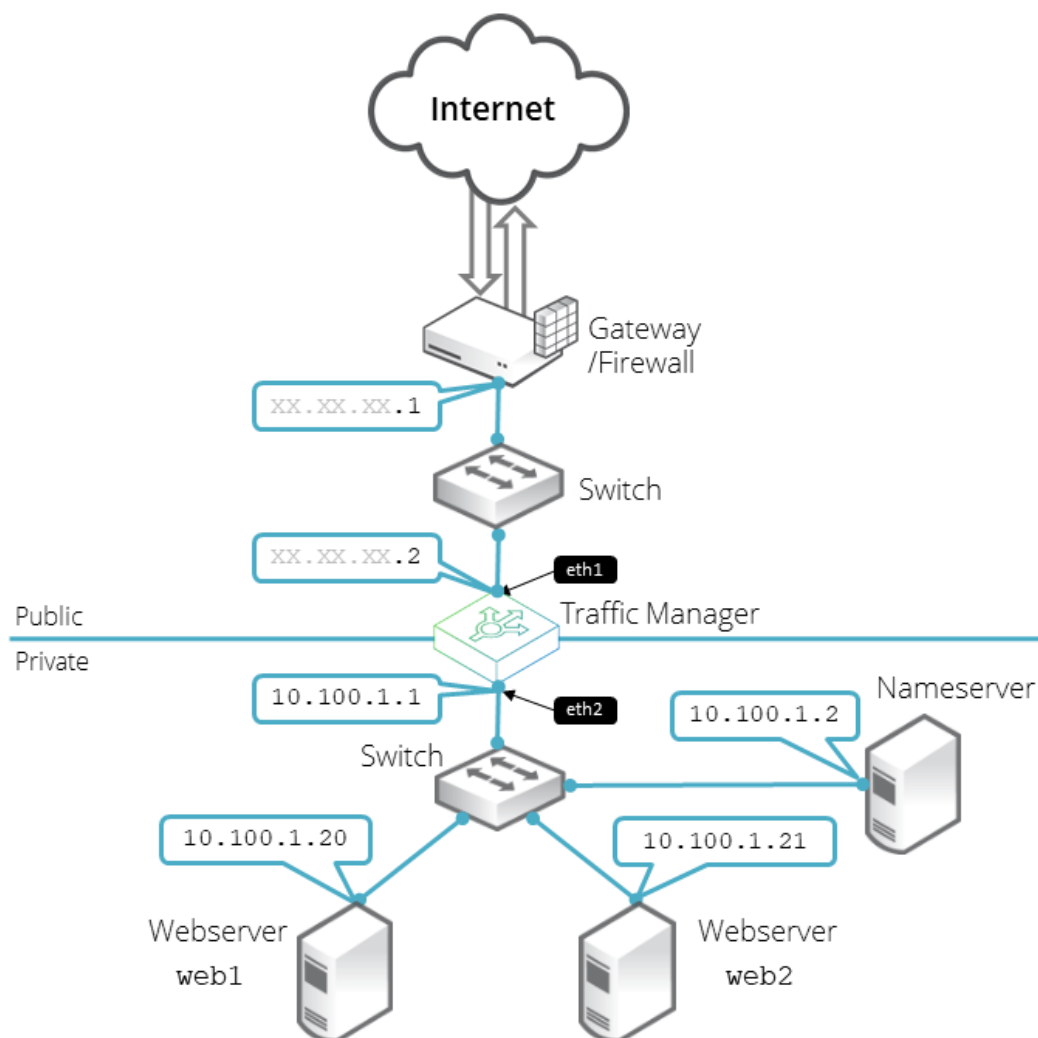 Internet
Gateway
/Firewall
xx.xx.xx.1
Switch
xx.xx.xx.2
eth1
Traffic Manager
Public
Private
10.100.1.1
eth2
Nameserver
10.100.1.2
Switch
10.100.1.20
10.100.1.21
Webserver
web1
Webserver
web2